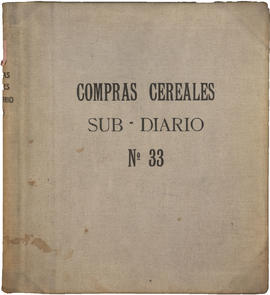 COMPRAS CEREALES
SUB - DIARIO
Nº 33